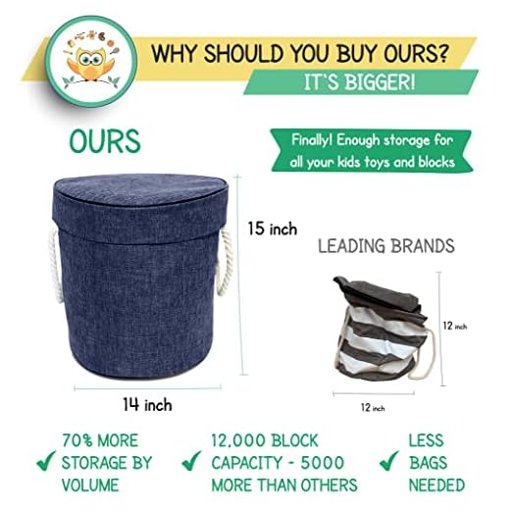 WHY SHOULD YOU BUY OURS?
IT'S BIGGER!
OURS
Finally! Enough storage for
all your kids toys and blocks
15 inch
LEADING BRANDS
12 inch
12 inch
14 inch
70% MORE
STORAGE BY
VOLUME
12,000 BLOCK
CAPACITY - 5000
MORE THAN OTHERS
LESS
BAGS
NEEDED